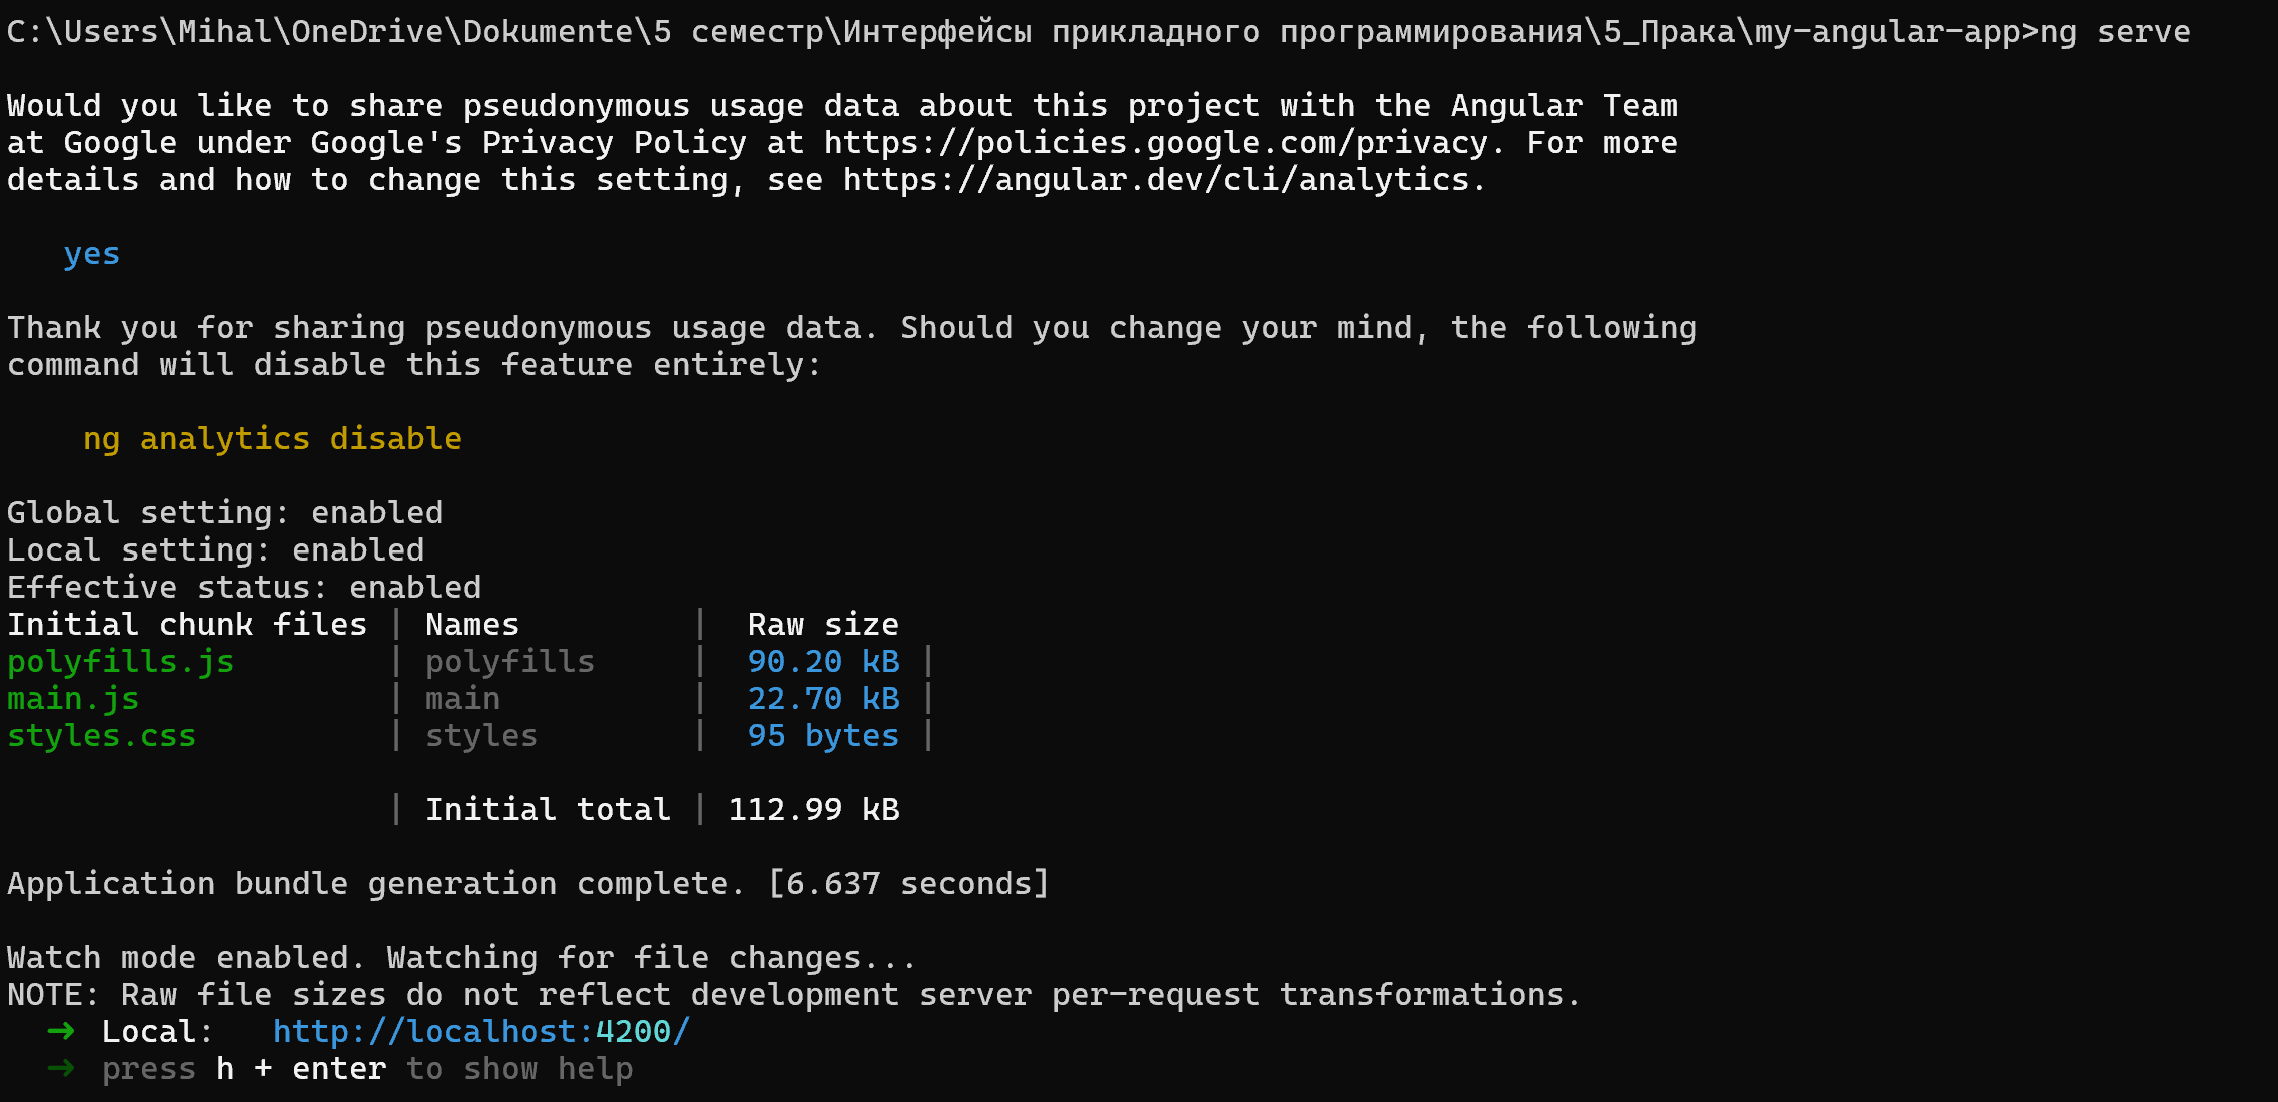 C:\Users\Mihal\OneDrive\Dokumente\5 семестр\Интерфейсы прикладного программирования\5_Прака\my-angular-app>ng serve
Would you like to share pseudonymous usage data about this project with the Angular Team
at Google under Google's Privacy Policy at https://policies.google.com/privacy. For more
details and how to change this setting, see https://angular.dev/cli/analytics.
yes
Thank you for sharing pseudonymous usage data. Should you change your mind, the following
command will disable this feature entirely:
ng analytics disable
Global setting: enabled
Local setting: enabled
Effective status: enabled
Initial chunk files | Names | Raw size
polyfills.js | polyfills | 90.20 kB |
main.js | main | 22.70 kB |
styles.css | styles | 95 bytes |
| Initial total | 112.99 kB
Application bundle generation complete. [6.637 seconds]
Watch mode enabled. Watching for file changes...
NOTE: Raw file sizes do not reflect development server per-request transformations.
➜ Local: http://localhost:4200/
➜ press h + enter to show help